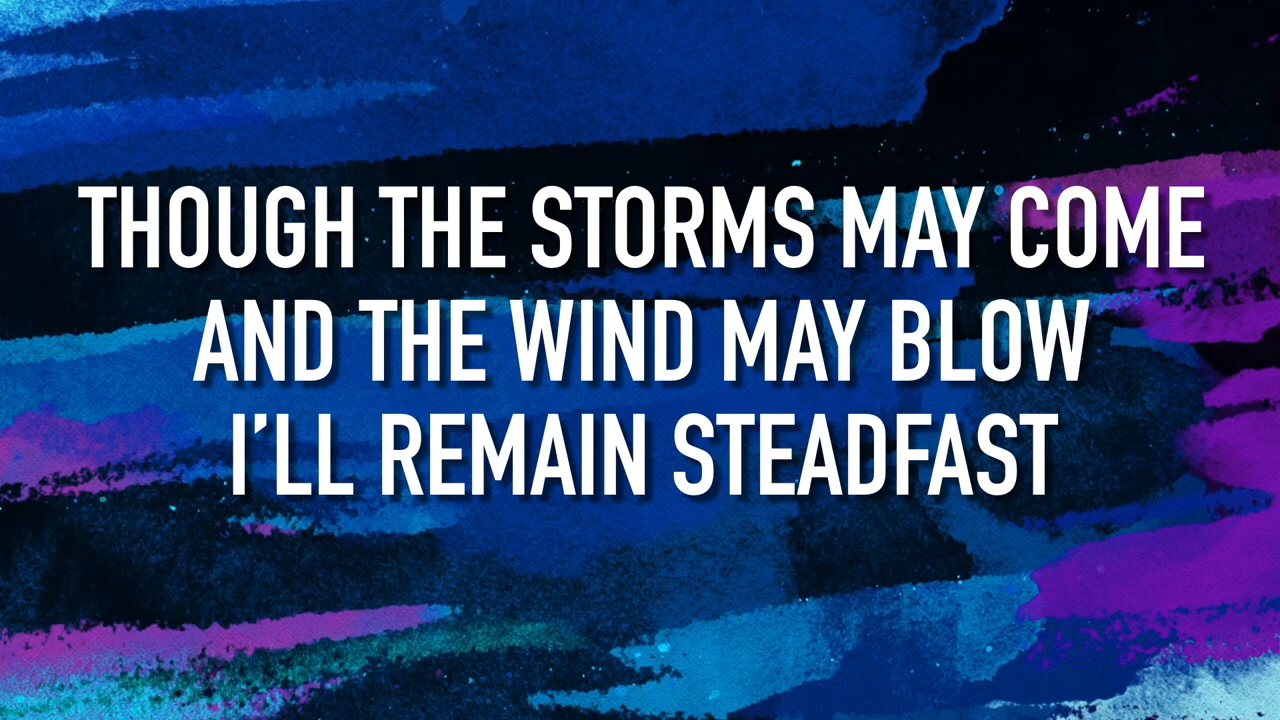 THOUGH THE STORMS MAY COME
AND THE WIND MAY BLOW
I’LL REMAIN STEADFAST